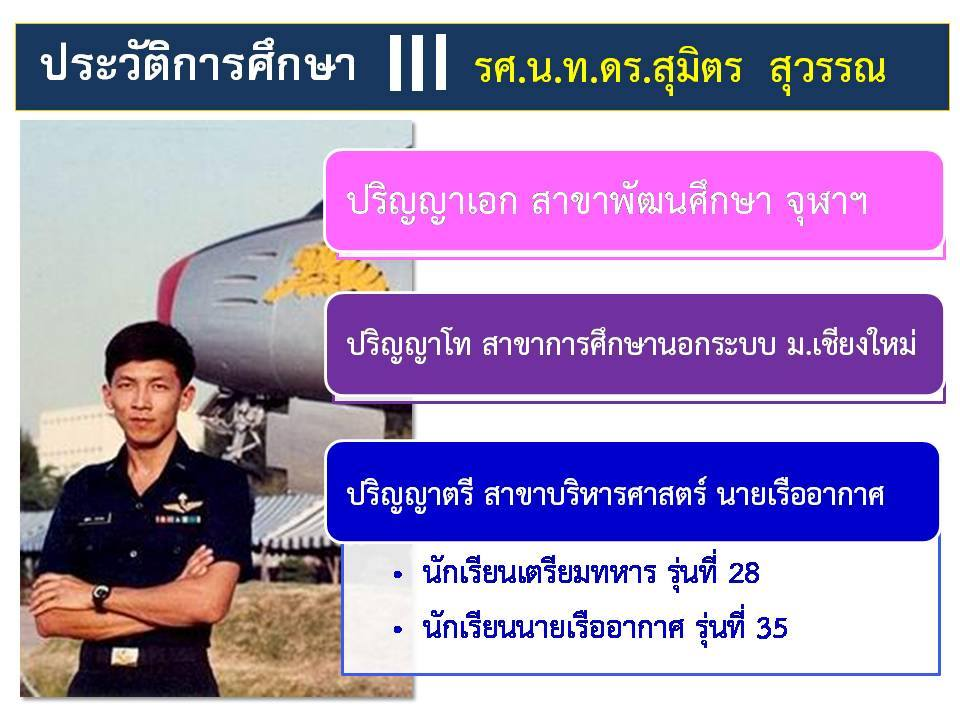 ประวัติการศึกษา III รศ.น.ท.ดร.สุมิตร สุวรรณ
ปริญญาเอก สาขาพัฒนศึกษา จุฬาฯ
ปริญญาโท สาขาการศึกษานอกระบบ ม.เชียงใหม่
ปริญญาตรี สาขาบริหารศาสตร์ นายเรืออากาศ
• นักเรียนเตรียมทหาร รุ่นที่ 28
• นักเรียนนายเรืออากาศ รุ่นที่ 35